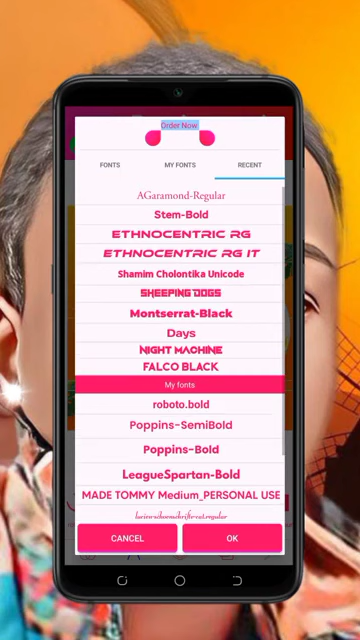 Order Now
FONTS
MY FONTS
RECENT
AGaramond-Regular
Stem-Bold
ETHNOCENTRIC RG
ETHNOCENTRIC RG IT
Shamim Cholontika Unicode
SHEEPING DOGS
Montserrat-Black
Days
NIGHT MACHINE
FALCO BLACK
My fonts
roboto.bold
Poppins-SemiBold
Poppins-Bold
LeagueSpartan-Bold
MADE TOMMY Medium_PERSONAL USE
CANCEL
OK